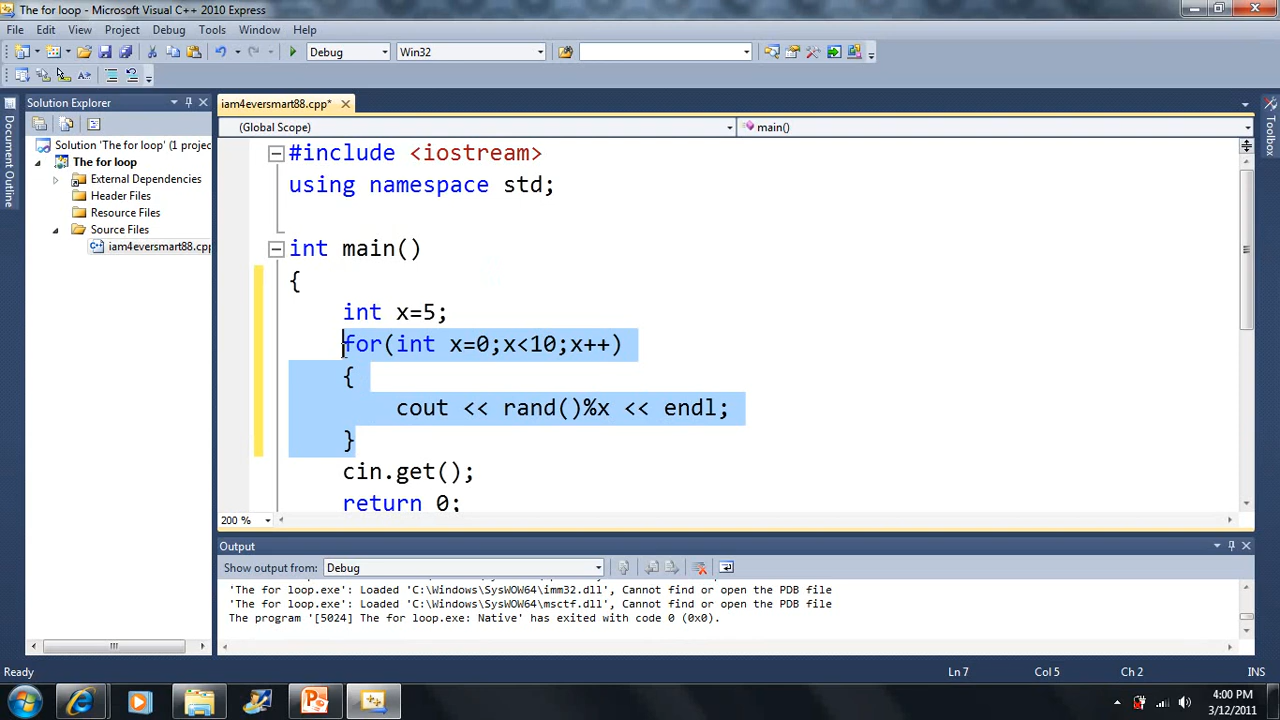 The for loop - Microsoft Visual C++ 2010 Express
File Edit View Project Debug Tools Window Help
Debug Win32
Solution Explorer
iam4eversmart88.cpp*
(Global Scope) main()
Document Outline
Toolbox
Solution 'The for loop' (1 projec
The for loop
External Dependencies
Header Files
Resource Files
Source Files
iam4eversmart88.cpp
#include <iostream>
using namespace std;
int main()
{
int x=5;
for(int x=0;x<10;x++)
{
cout << rand()%x << endl;
}
cin.get();
return 0;
200 %
Output
Show output from: Debug
'The for loop.exe': Loaded 'C:\Windows\SysWOW64\imm32.dll', Cannot find or open the PDB file
'The for loop.exe': Loaded 'C:\Windows\SysWOW64\msctf.dll', Cannot find or open the PDB file
The program '[5024] The for loop.exe: Native' has exited with code 0 (0x0).
Ready Ln 7 Col 5 Ch 2 INS
4:00 PM
3/12/2011